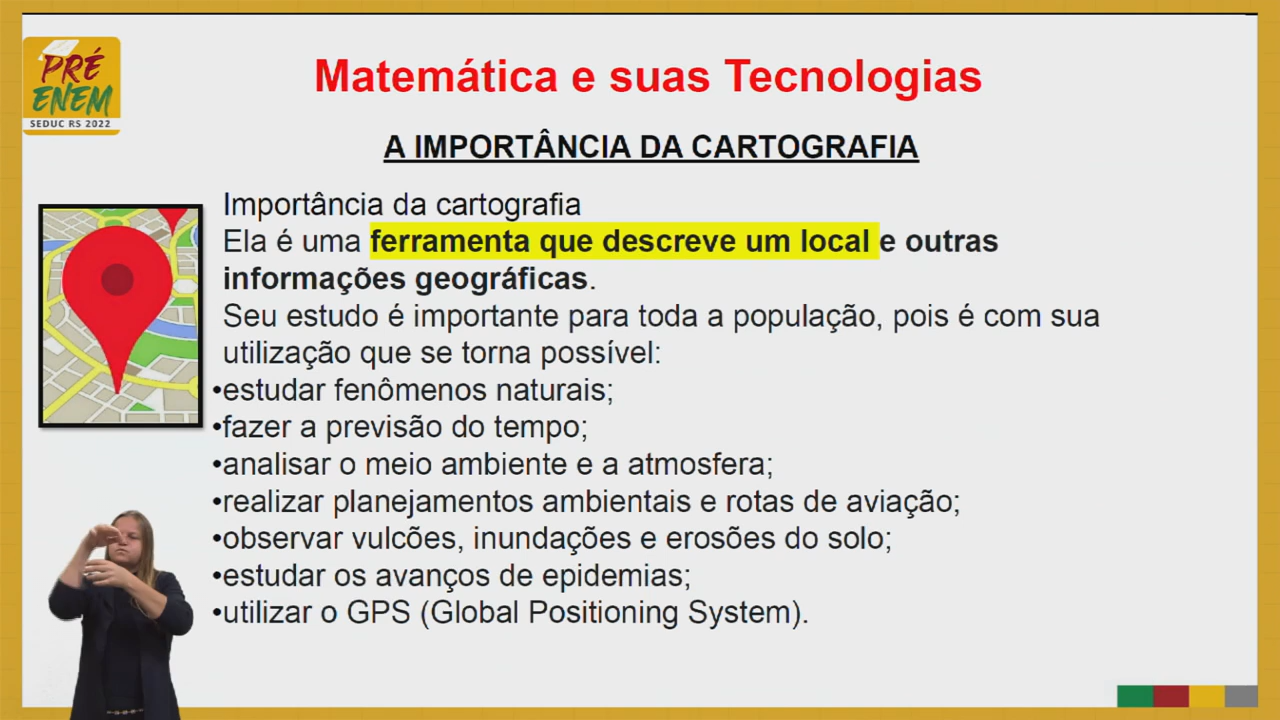 PRÉ
ENEM
SEDUC RS 2022
Matemática e suas Tecnologias
A IMPORTÂNCIA DA CARTOGRAFIA
Importância da cartografia
Ela é uma ferramenta que descreve um local e outras
informações geográficas.
Seu estudo é importante para toda a população, pois é com sua
utilização que se torna possível:
•estudar fenômenos naturais;
•fazer a previsão do tempo;
•analisar o meio ambiente e a atmosfera;
•realizar planejamentos ambientais e rotas de aviação;
•observar vulcões, inundações e erosões do solo;
•estudar os avanços de epidemias;
•utilizar o GPS (Global Positioning System).